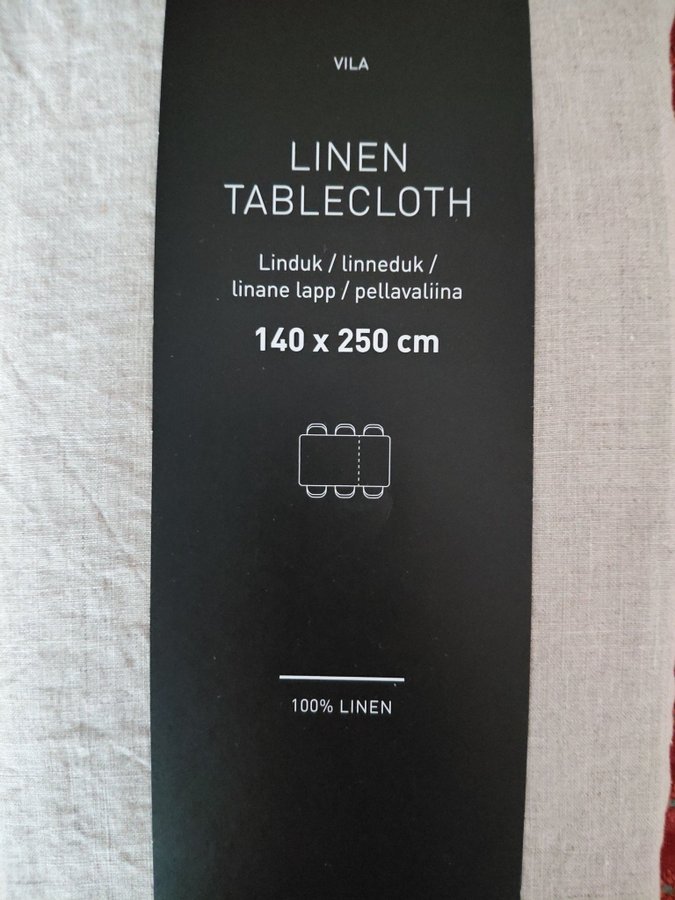 VILA
LINEN
TABLECLOTH
Linduk / linneduk /
linane lapp / pellavaliina
140 x 250 cm
100% LINEN